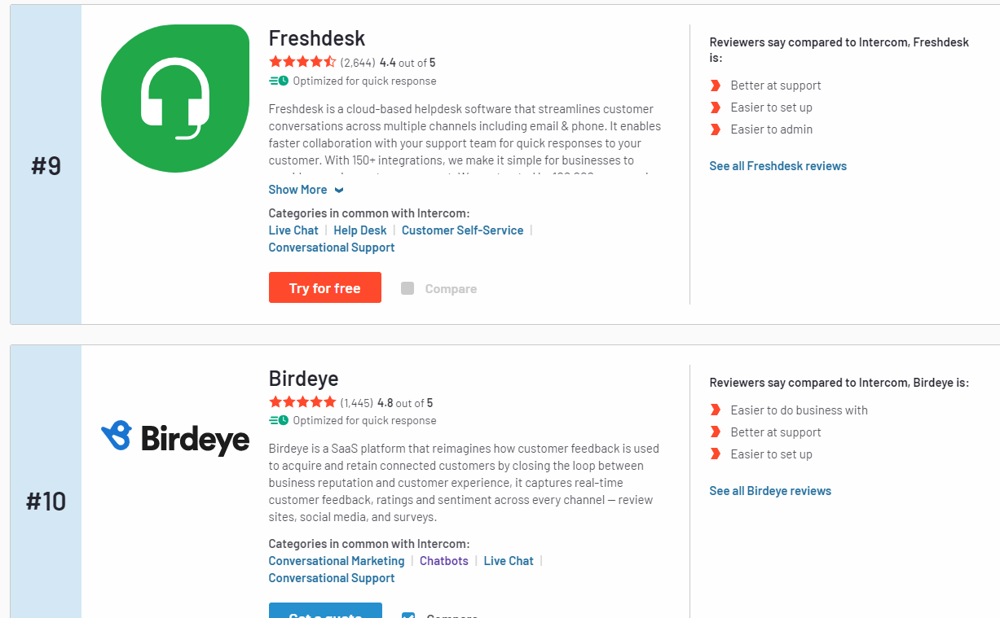 #9
Freshdesk
(2,644) 4.4 out of 5
Optimized for quick response
Freshdesk is a cloud-based helpdesk software that streamlines customer
conversations across multiple channels including email & phone. It enables
faster collaboration with your support team for quick responses to your
customer. With 150+ integrations, we make it simple for businesses to
Show More
Categories in common with Intercom:
Live Chat | Help Desk | Customer Self-Service |
Conversational Support
Try for free
Compare
Reviewers say compared to Intercom, Freshdesk
is:
Better at support
Easier to set up
Easier to admin
See all Freshdesk reviews
#10
Birdeye
Birdeye
(1,445) 4.8 out of 5
Optimized for quick response
Birdeye is a SaaS platform that reimagines how customer feedback is used
to acquire and retain connected customers by closing the loop between
business reputation and customer experience, it captures real-time
customer feedback, ratings and sentiment across every channel — review
sites, social media, and surveys.
Categories in common with Intercom:
Conversational Marketing | Chatbots | Live Chat |
Conversational Support
Get a quote
Compare
Reviewers say compared to Intercom, Birdeye is:
Easier to do business with
Better at support
Easier to set up
See all Birdeye reviews